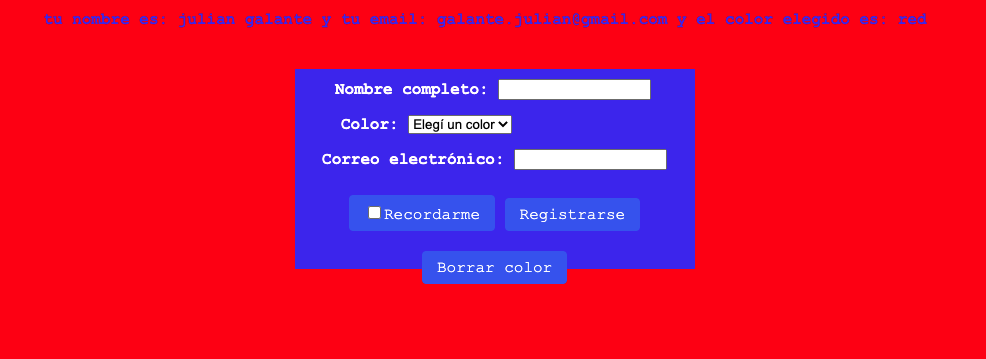 tu nombre es: julian galante y tu email: galante.julian@gmail.com y el color elegido es: red
Nombre completo:
Color: Elegí un color
Correo electrónico:
Recordarme Registrarse
Borrar color